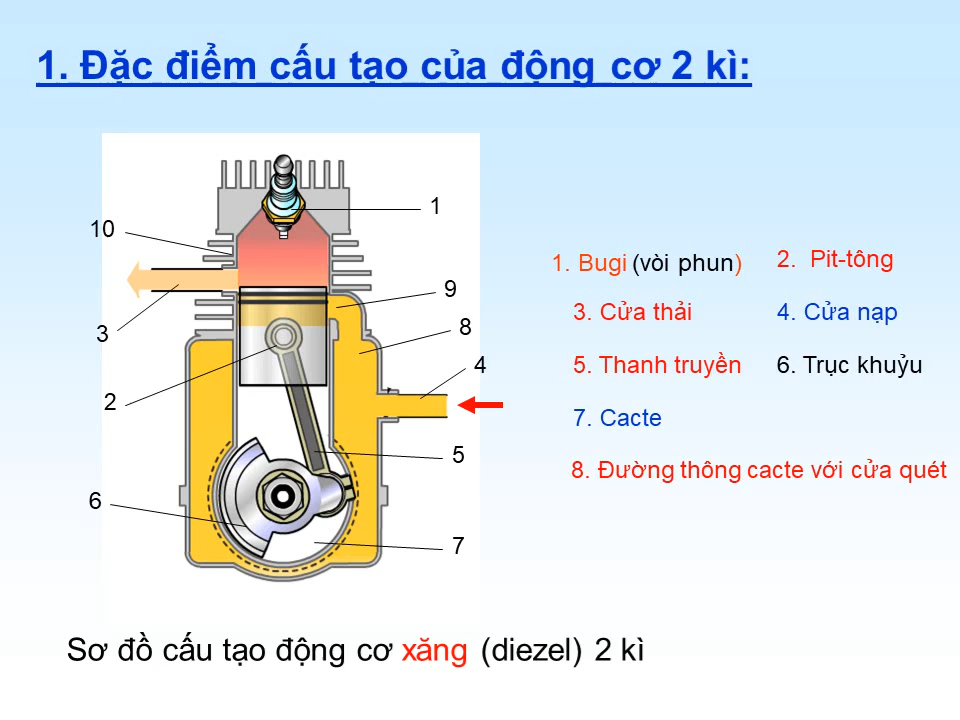 1. Đặc điểm cấu tạo của động cơ 2 kì:
1
10
9
3
8
4
2
5
6
7
1. Bugi (vòi phun)
2. Pit-tông
3. Cửa thải
4. Cửa nạp
5. Thanh truyền
6. Trục khuỷu
7. Cacte
8. Đường thông cacte với cửa quét
Sơ đồ cấu tạo động cơ xăng (diezel) 2 kì